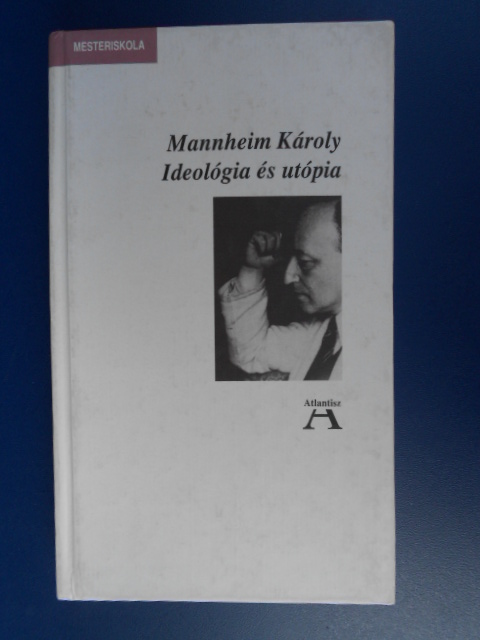 MESTERISKOLA
Mannheim Károly
Ideológia és utópia
Atlantisz